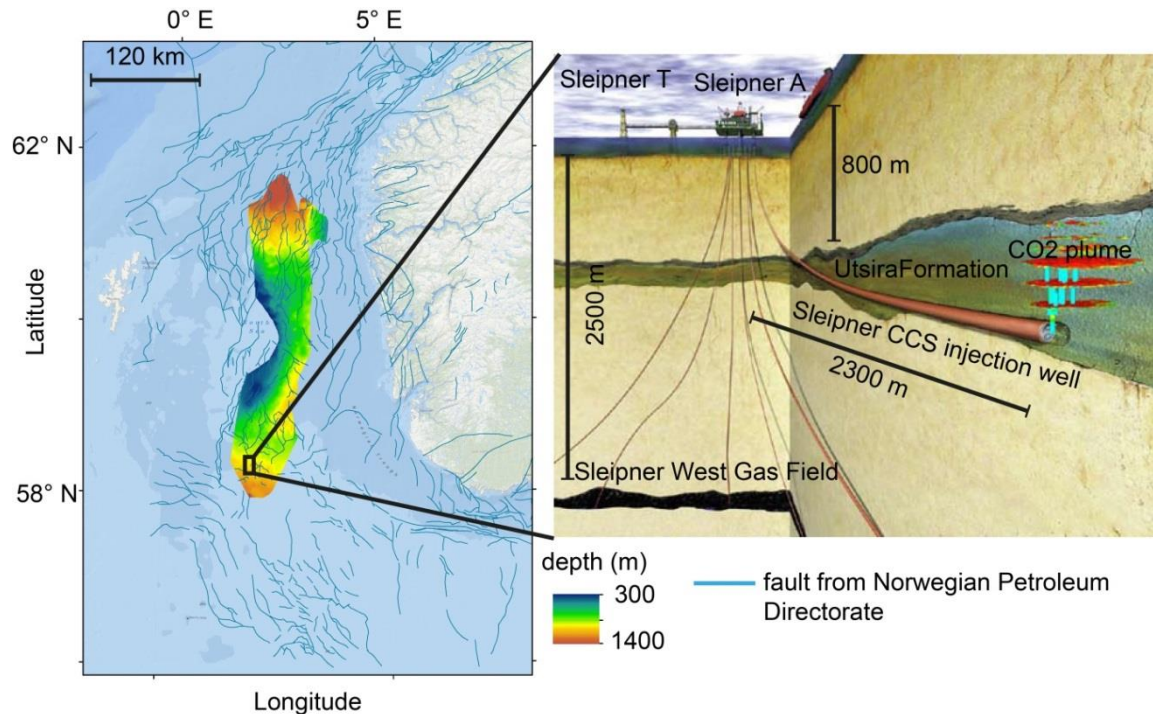 0° E
5° E
120 km
62° N
58° N
Latitude
Longitude
Sleipner T
Sleipner A
800 m
2500 m
CO2 plume
UtsiraFormation
Sleipner CCS injection well
2300 m
Sleipner West Gas Field
depth (m)
300
1400
fault from Norwegian Petroleum
Directorate